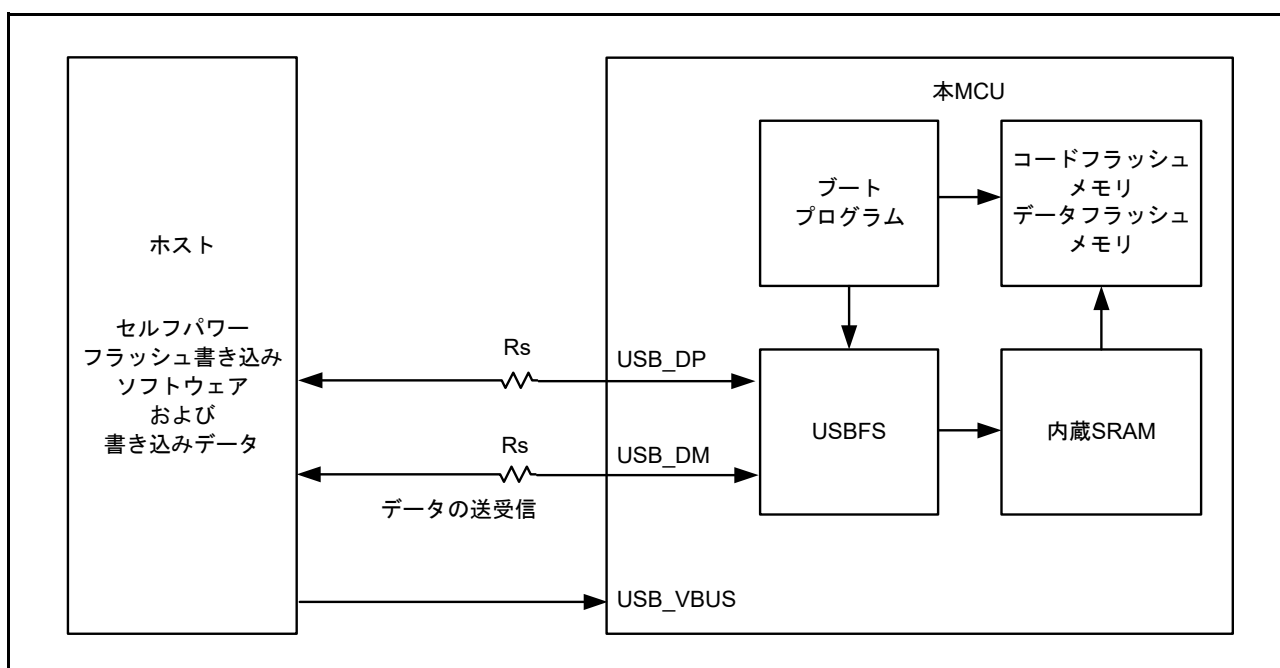 本MCU
ホスト
セルフパワー
フラッシュ書き込み
ソフトウェア
および
書き込みデータ
Rs
Rs
データの送受信
USB_DP
USB_DM
USB_VBUS
ブート
プログラム
コードフラッシュ
メモリ
データフラッシュ
メモリ
USBFS
内蔵SRAM